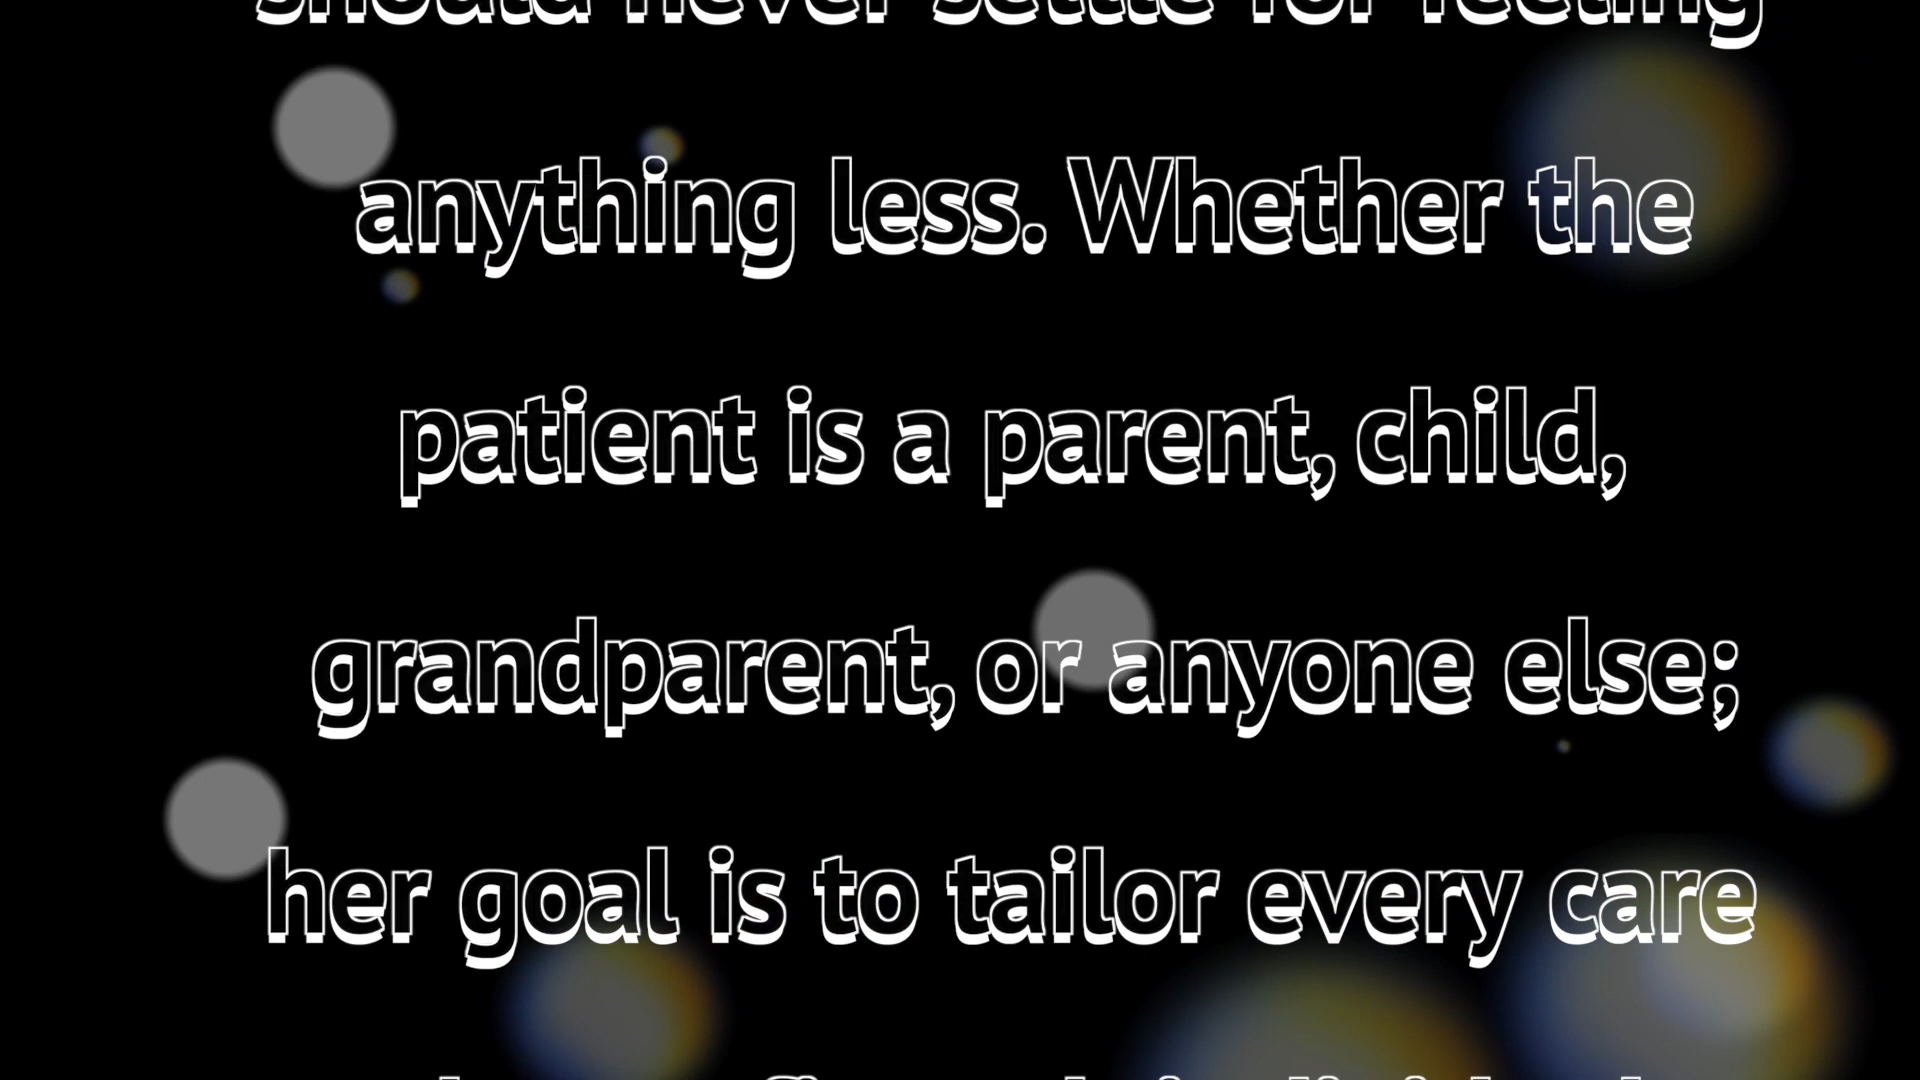 should never settle for feeling
anything less. Whether the
patient is a parent, child,
grandparent, or anyone else;
her goal is to tailor every care